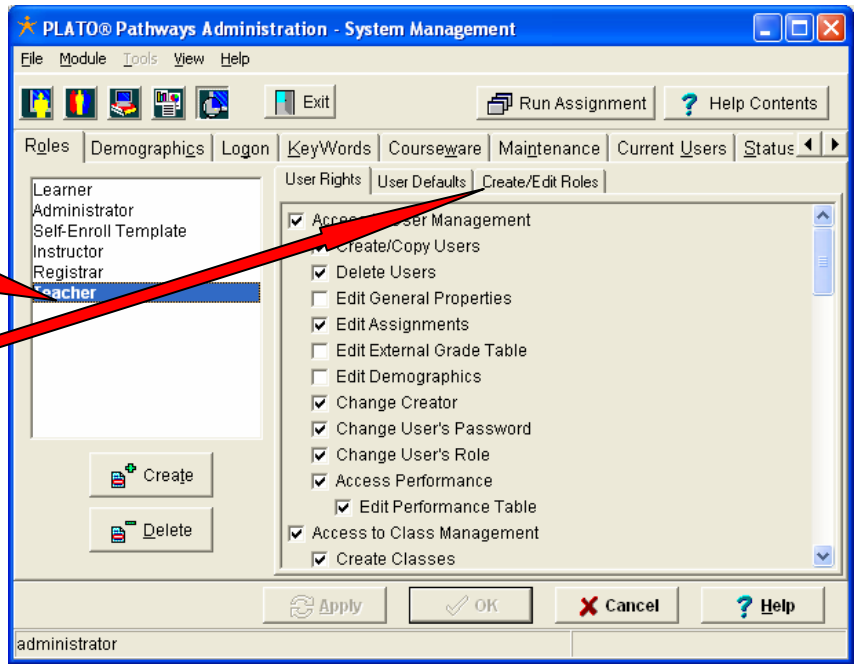 PLATO® Pathways Administration - System Management
File Module Tools View Help
Exit Run Assignment ? Help Contents
Roles Demographics Logon KeyWords Courseware Maintenance Current Users Status
User Rights User Defaults Create/Edit Roles
Learner
Administrator
Self-Enroll Template
Instructor
Registrar
Teacher
Create
Delete
Access to User Management
Create/Copy Users
Delete Users
Edit General Properties
Edit Assignments
Edit External Grade Table
Edit Demographics
Change Creator
Change User's Password
Change User's Role
Access Performance
Edit Performance Table
Access to Class Management
Create Classes
Apply OK Cancel ? Help
administrator